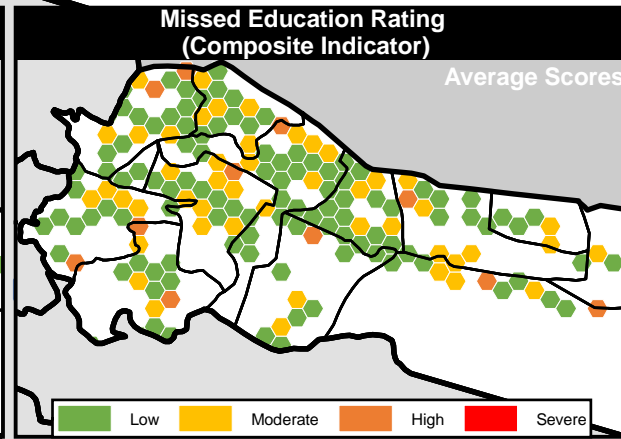 Missed Education Rating
(Composite Indicator)
Average Scores
Low Moderate High Severe